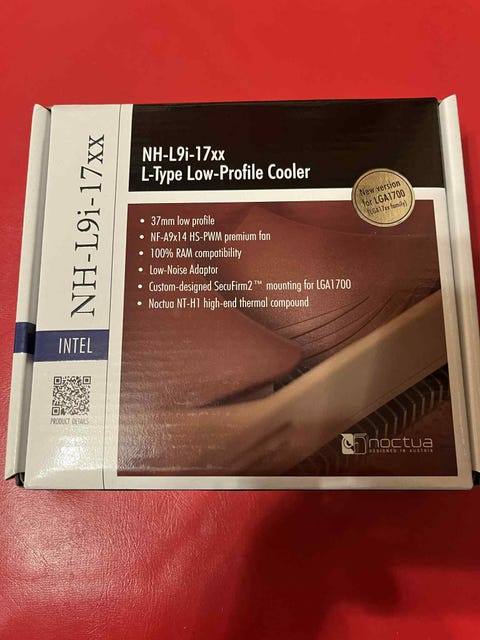 NH-L9i-17xx
INTEL
PRODUCT DETAILS
NH-L9i-17xx
L-Type Low-Profile Cooler
New version
for LGA1700
(LGA17xx family)
• 37mm low profile
• NF-A9x14 HS-PWM premium fan
• 100% RAM compatibility
• Low-Noise Adaptor
• Custom-designed SecuFirm2™ mounting for LGA1700
• Noctua NT-H1 high-end thermal compound
noctua
DESIGNED IN AUSTRIA